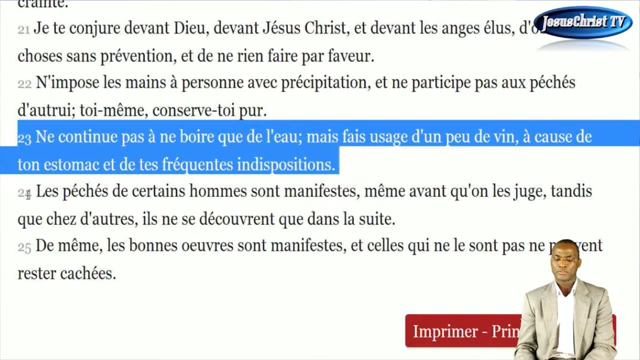 crainte.
21 Je te conjure devant Dieu, devant Jésus Christ, et devant les anges élus,
choses sans prévention, et de ne rien faire par faveur.
22 N'impose les mains à personne avec précipitation, et ne participe pas aux péchés
d'autrui; toi-même, conserve-toi pur.
23 Ne continue pas à ne boire que de l'eau; mais fais usage d'un peu de vin, à cause de
ton estomac et de tes fréquentes indispositions.
24 Les péchés de certains hommes sont manifestes, même avant qu'on les juge, tandis
que chez d'autres, ils ne se découvrent que dans la suite.
25 De même, les bonnes oeuvres sont manifestes, et celles qui ne le sont pas ne
rester cachées.
Imprimer -
JesusChrist TV